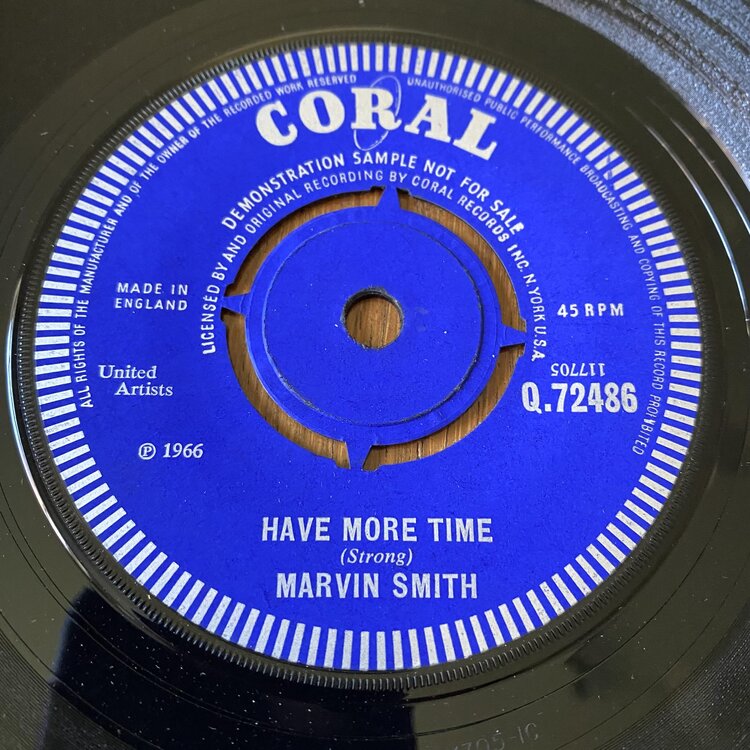 ALL RIGHTS OF THE MANUFACTURER AND OF THE OWNER OF THE RECORDED WORK RESERVED
UNAUTHORISED PUBLIC PERFORMANCE BROADCASTING AND COPYING OF THIS RECORD PROHIBITED
CORAL
DEMONSTRATION SAMPLE NOT FOR SALE
LICENSED BY AND ORIGINAL RECORDING BY CORAL RECORDS INC. N.YORK U.S.A.
MADE IN
ENGLAND
45 RPM
United
Artists
117705
Q.72486
℗ 1966
HAVE MORE TIME
(Strong)
MARVIN SMITH